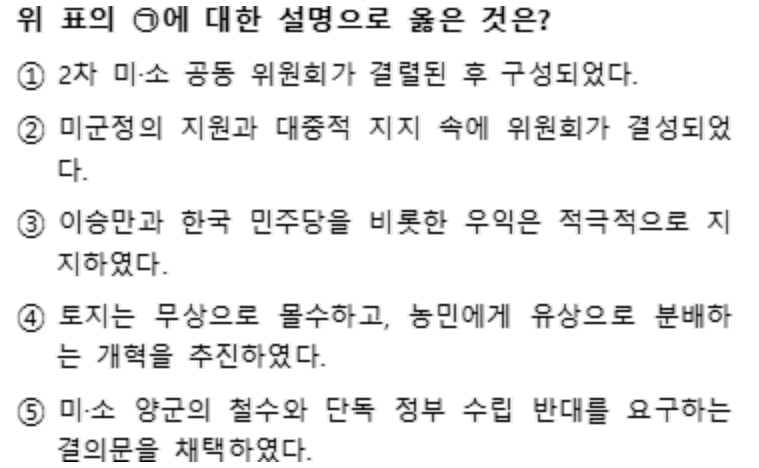 위 표의 ㉠에 대한 설명으로 옳은 것은?
① 2차 미·소 공동 위원회가 결렬된 후 구성되었다.
② 미군정의 지원과 대중적 지지 속에 위원회가 결성되었
다.
③ 이승만과 한국 민주당을 비롯한 우익은 적극적으로 지
지하였다.
④ 토지는 무상으로 몰수하고, 농민에게 유상으로 분배하
는 개혁을 추진하였다.
⑤ 미·소 양군의 철수와 단독 정부 수립 반대를 요구하는
결의문을 채택하였다.